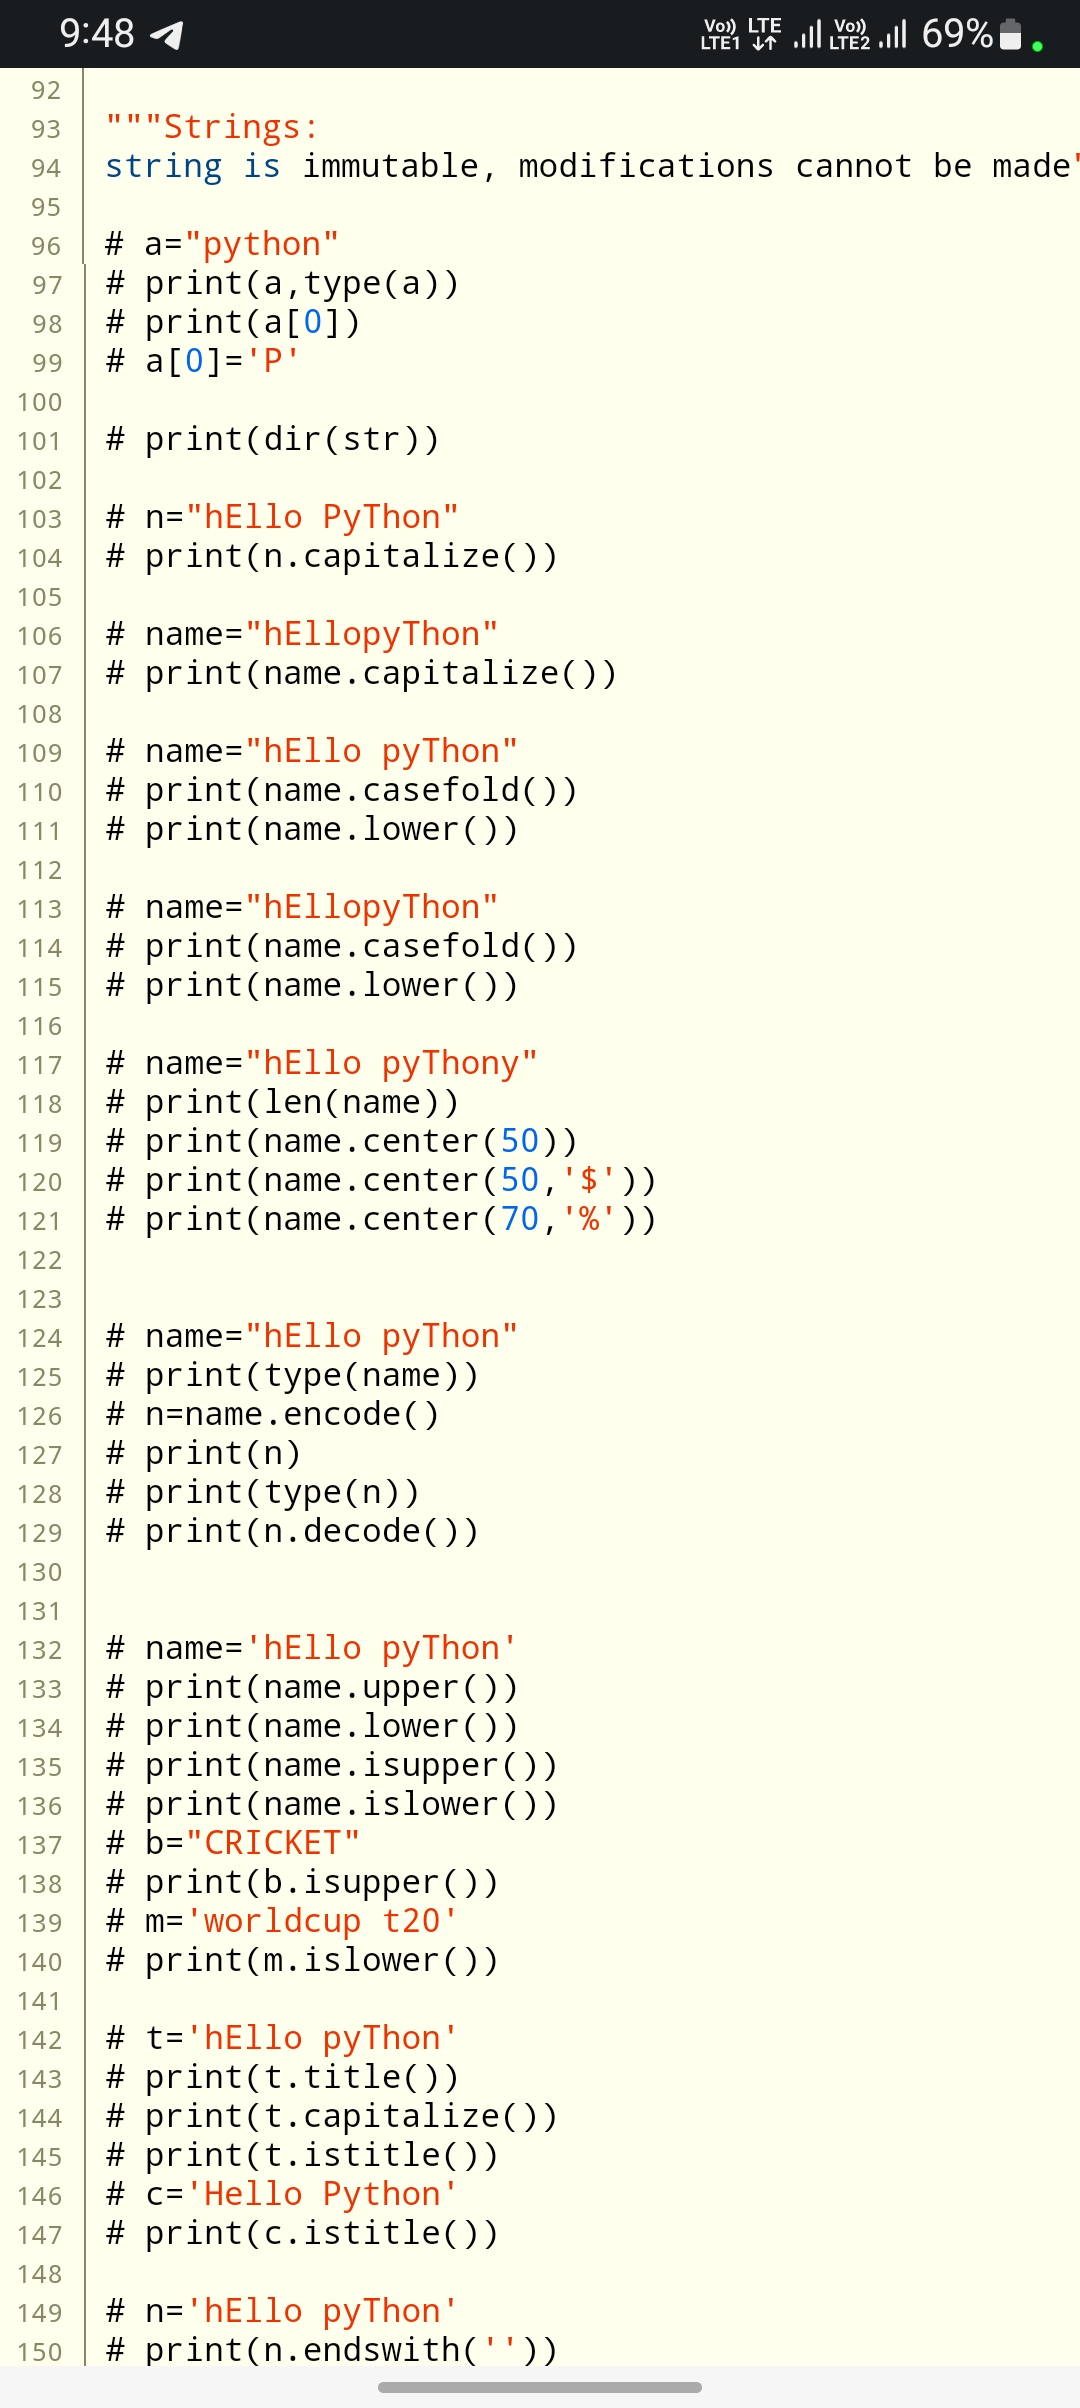 9:48 Vo)) LTE1 LTE Vo)) LTE2 69%
92
93 """Strings:
94 string is immutable, modifications cannot be made"
95
96 # a="python"
97 # print(a,type(a))
98 # print(a[0])
99 # a[0]='P'
100
101 # print(dir(str))
102
103 # n="hEllo PyThon"
104 # print(n.capitalize())
105
106 # name="hEllopyThon"
107 # print(name.capitalize())
108
109 # name="hEllo pyThon"
110 # print(name.casefold())
111 # print(name.lower())
112
113 # name="hEllopyThon"
114 # print(name.casefold())
115 # print(name.lower())
116
117 # name="hEllo pyThony"
118 # print(len(name))
119 # print(name.center(50))
120 # print(name.center(50,'$'))
121 # print(name.center(70,'%'))
122
123
124 # name="hEllo pyThon"
125 # print(type(name))
126 # n=name.encode()
127 # print(n)
128 # print(type(n))
129 # print(n.decode())
130
131
132 # name='hEllo pyThon'
133 # print(name.upper())
134 # print(name.lower())
135 # print(name.isupper())
136 # print(name.islower())
137 # b="CRICKET"
138 # print(b.isupper())
139 # m='worldcup t20'
140 # print(m.islower())
141
142 # t='hEllo pyThon'
143 # print(t.title())
144 # print(t.capitalize())
145 # print(t.istitle())
146 # c='Hello Python'
147 # print(c.istitle())
148
149 # n='hEllo pyThon'
150 # print(n.endswith(''))